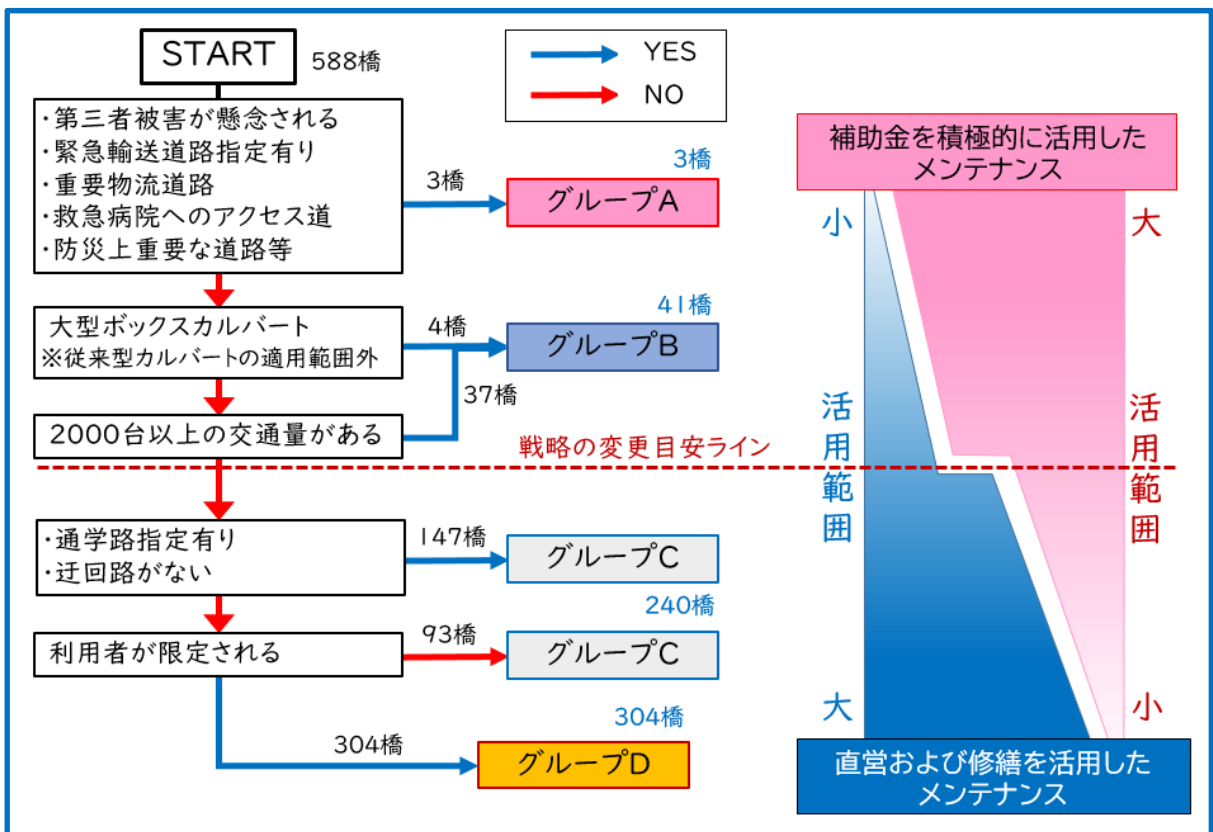 START
588橋
YES
NO
・第三者被害が懸念される
・緊急輸送道路指定有り
・重要物流道路
・救急病院へのアクセス道
・防災上重要な道路等
3橋
3橋
グループA
大型ボックスカルバート
※従来型カルバートの適用範囲外
4橋
41橋
グループB
37橋
2000台以上の交通量がある
戦略の変更目安ライン
・通学路指定有り
・迂回路がない
147橋
グループC
240橋
利用者が限定される
93橋
グループC
304橋
304橋
グループD
補助金を積極的に活用した
メンテナンス
小
活用範囲
大
大
活用範囲
小
直営および修繕を活用した
メンテナンス